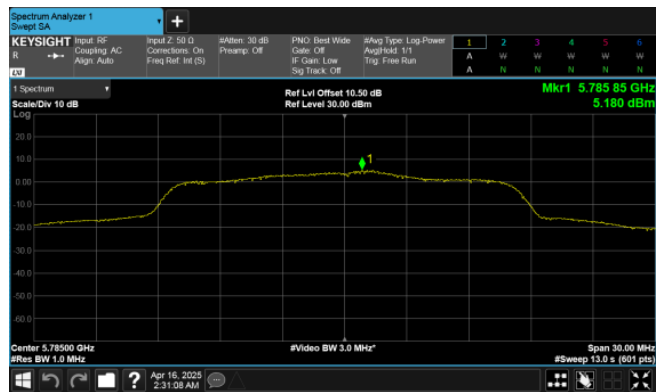 Spectrum Analyzer 1
Swept SA
+
KEYSIGHT Input: RF Input Z: 50 Ω #Atten: 30 dB PNO: Best Wide #Avg Type: Log-Power 1 2 3 4 5 6
R Coupling: AC Corrections: On Preamp: Off Gate: Off Avg|Hold: 1/1 A W W W W W
Align: Auto Freq Ref: Int (S) IF Gain: Low Trig: Free Run
LXI Sig Track: Off A N N N N N
1 Spectrum Ref Lvl Offset 10.50 dB Mkr1 5.785 85 GHz
Scale/Div 10 dB Ref Level 30.00 dBm 5.180 dBm
Log
20.0
10.0
1
0.00
-10.0
-20.0
-30.0
-40.0
-50.0
-60.0
Center 5.78500 GHz #Video BW 3.0 MHz* Span 30.00 MHz
#Res BW 1.0 MHz #Sweep 13.0 s (601 pts)
? Apr 16, 2025
2:31:08 AM